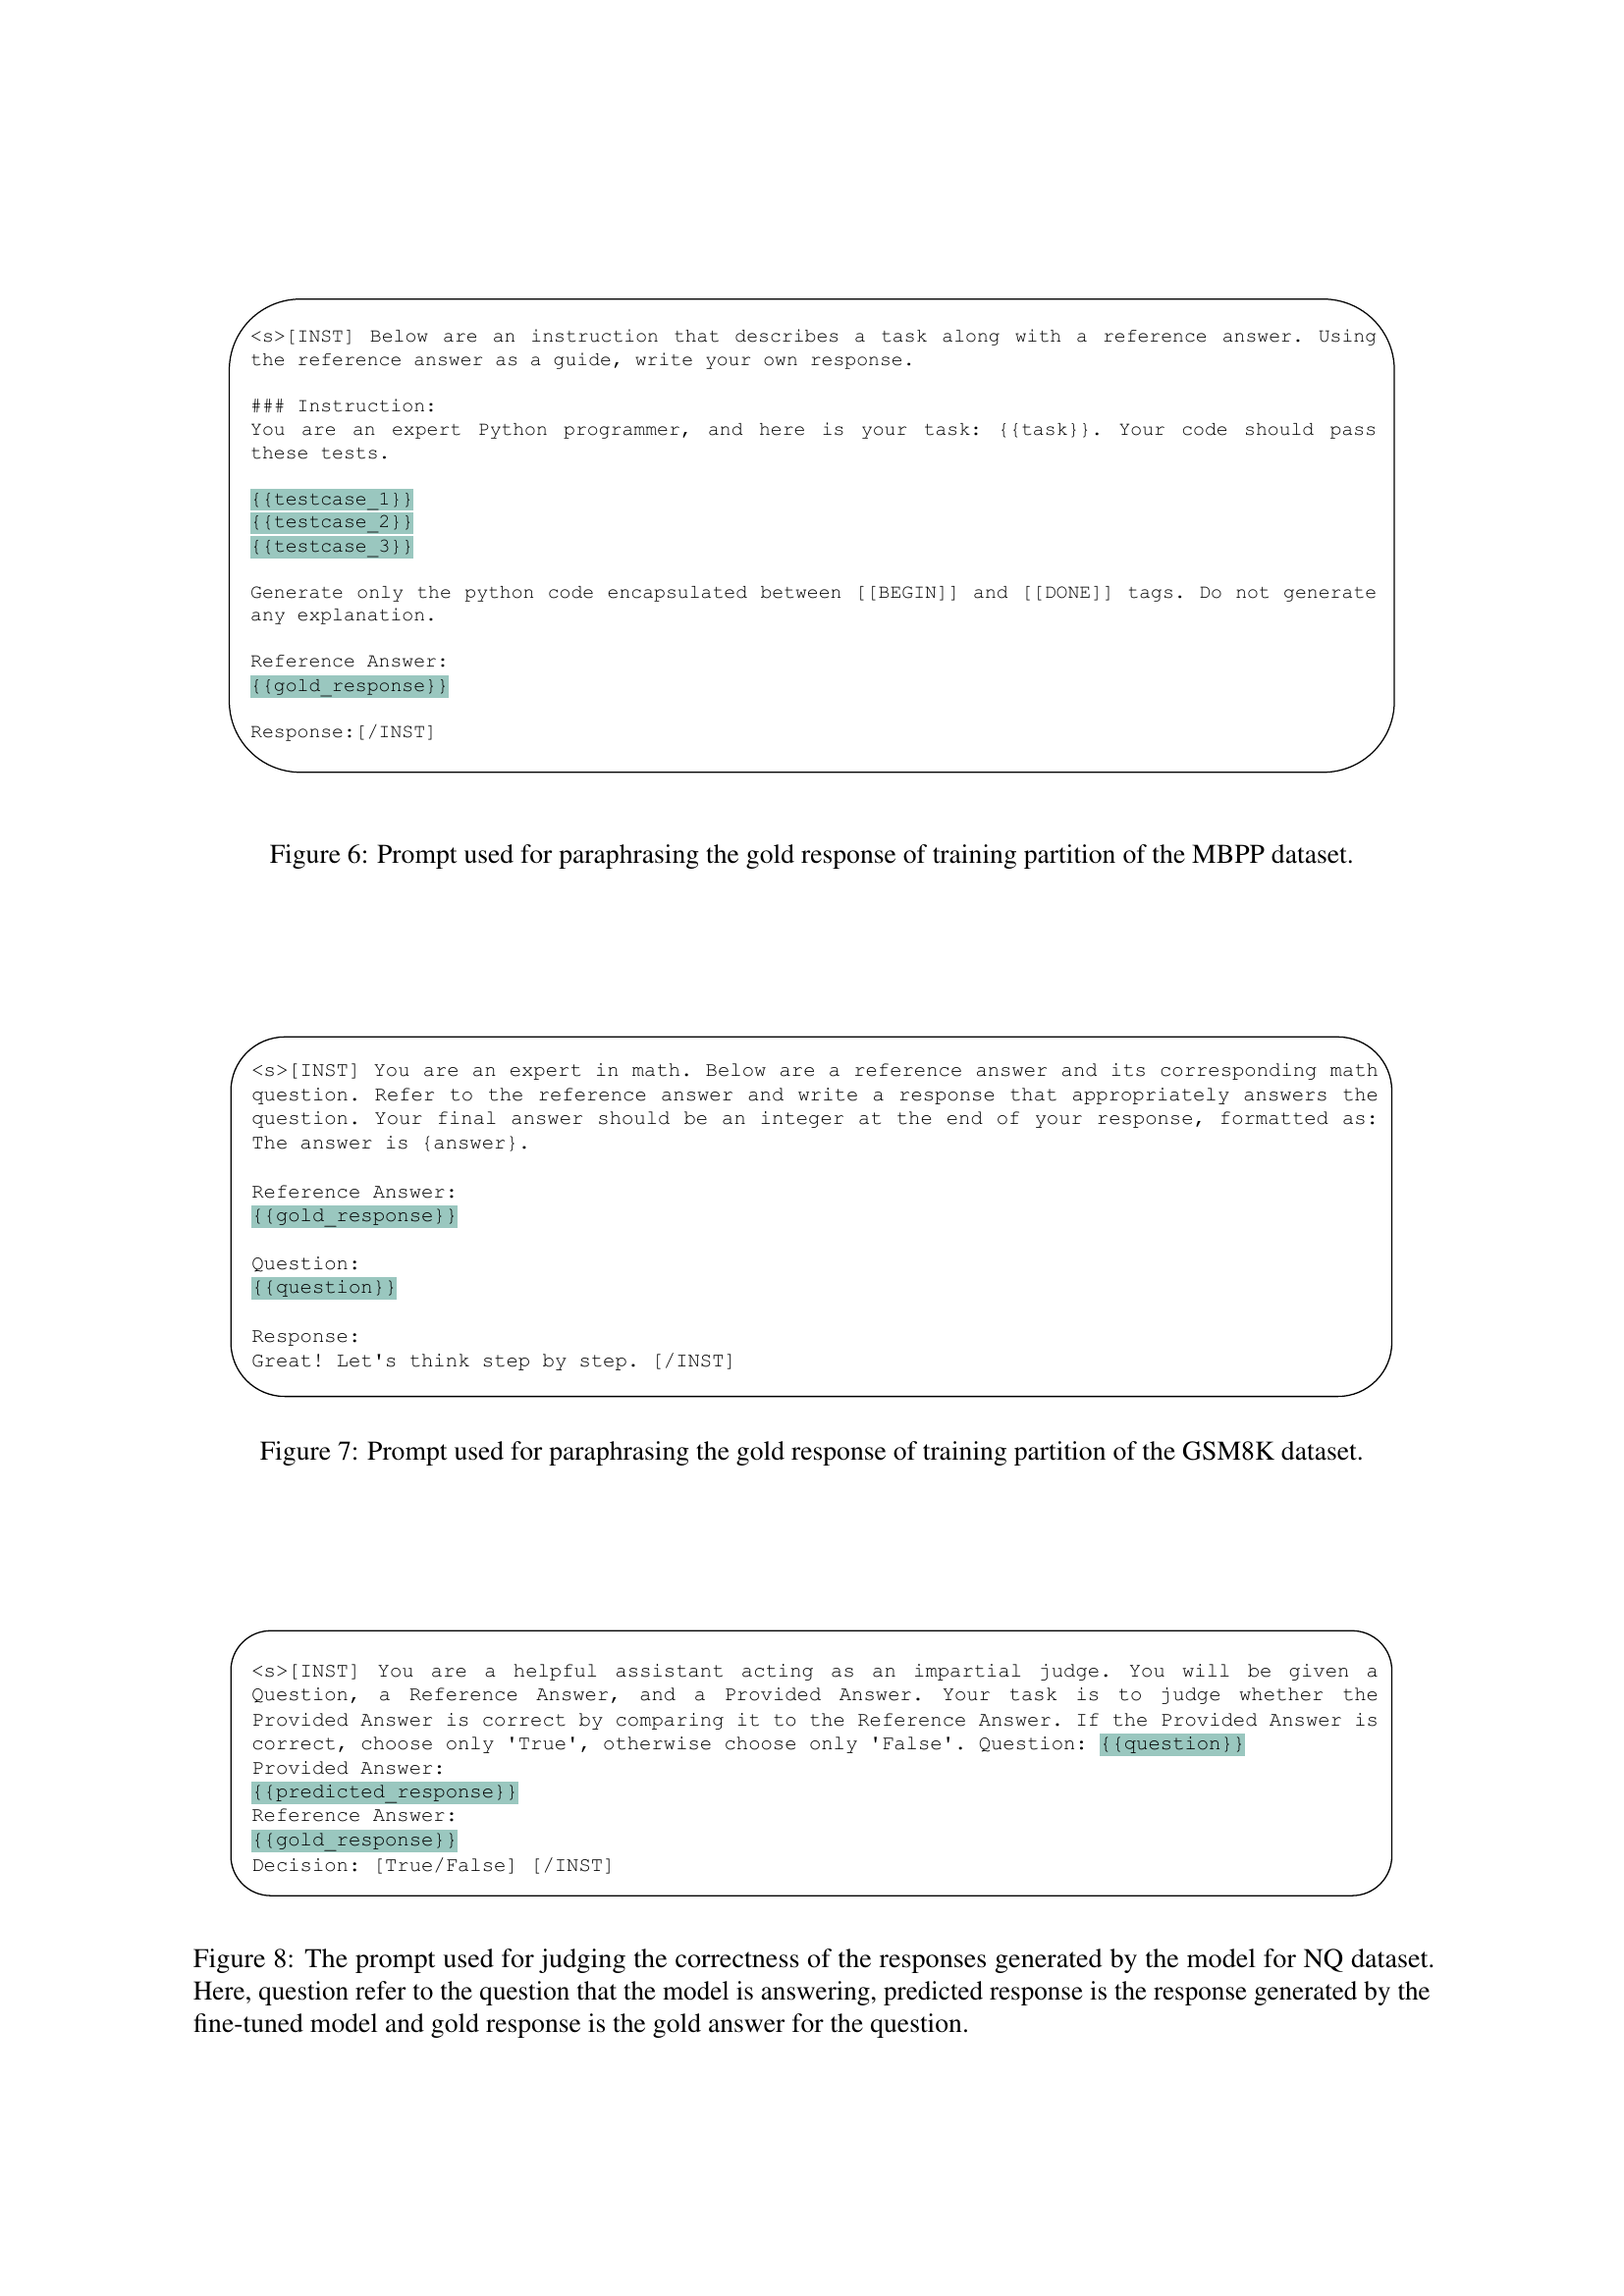 <s>[INST] Below are an instruction that describes a task along with a reference answer. Using
the reference answer as a guide, write your own response.
### Instruction:
You are an expert Python programmer, and here is your task: {{task}}. Your code should pass
these tests.
{{testcase_1}}
{{testcase_2}}
{{testcase_3}}
Generate only the python code encapsulated between [[BEGIN]] and [[DONE]] tags. Do not generate
any explanation.
Reference Answer:
{{gold_response}}
Response:[/INST]
Figure 6: Prompt used for paraphrasing the gold response of training partition of the MBPP dataset.
<s>[INST] You are an expert in math. Below are a reference answer and its corresponding math
question. Refer to the reference answer and write a response that appropriately answers the
question. Your final answer should be an integer at the end of your response, formatted as:
The answer is {answer}.
Reference Answer:
{{gold_response}}
Question:
{{question}}
Response:
Great! Let's think step by step. [/INST]
Figure 7: Prompt used for paraphrasing the gold response of training partition of the GSM8K dataset.
<s>[INST] You are a helpful assistant acting as an impartial judge. You will be given a
Question, a Reference Answer, and a Provided Answer. Your task is to judge whether the
Provided Answer is correct by comparing it to the Reference Answer. If the Provided Answer is
correct, choose only 'True', otherwise choose only 'False'. Question: {{question}}
Provided Answer:
{{predicted_response}}
Reference Answer:
{{gold_response}}
Decision: [True/False] [/INST]
Figure 8: The prompt used for judging the correctness of the responses generated by the model for NQ dataset.
Here, question refer to the question that the model is answering, predicted response is the response generated by the
fine-tuned model and gold response is the gold answer for the question.